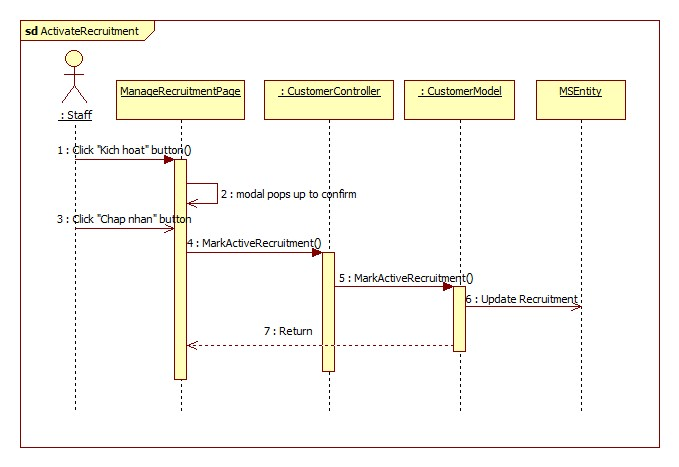 sd ActivateRecruitment
: Staff
ManageRecruitmentPage
: CustomerController
: CustomerModel
MSEntity
1 : Click "Kich hoat" button()
2 : modal pops up to confirm
3 : Click "Chap nhan" button
4 : MarkActiveRecruitment()
5 : MarkActiveRecruitment()
6 : Update Recruitment
7 : Return